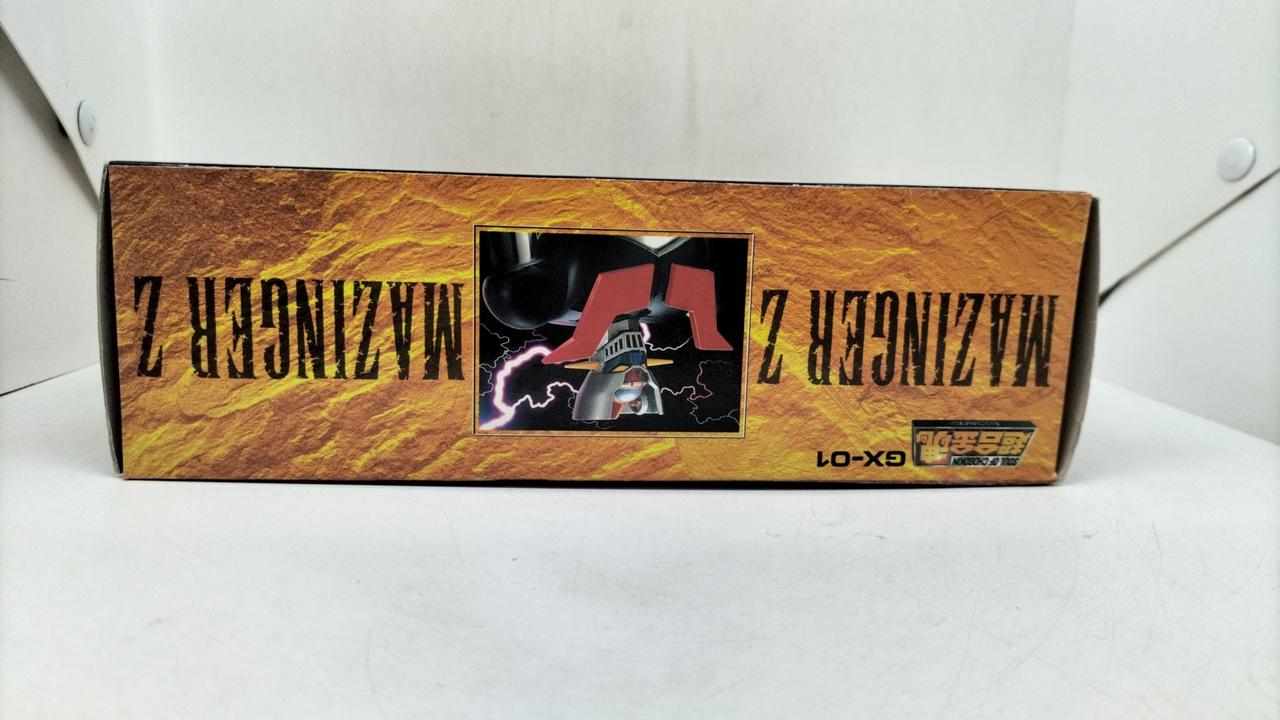 SOUL OF CHOGOKIN
超合金魂
GX-01
MAZINGER Z
MAZINGER Z